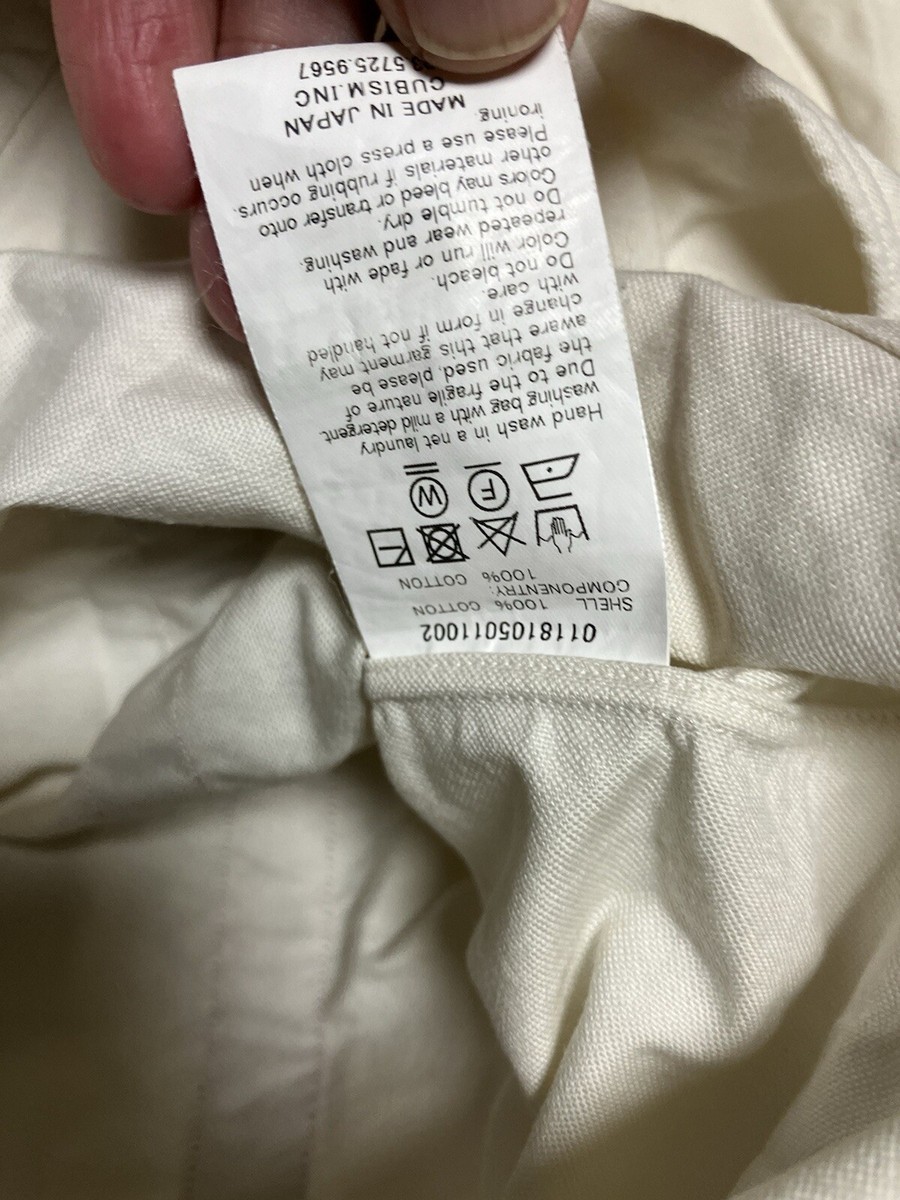 0118105011002
SHELL 100% COTTON
COMPONENTRY:
100% COTTON
F W
Hand wash in a net laundry
washing bag with a mild detergent.
Due to the fragile nature of
the fabric used, please be
aware that this garment may
change in form if not handled
with care.
Do not bleach.
Color will run or fade with
repeated wear and washing.
Do not tumble dry.
Colors may bleed or transfer onto
other materials if rubbing occurs.
Please use a press cloth when
ironing.
MADE IN JAPAN
CUBISM.INC
03.5725.9567